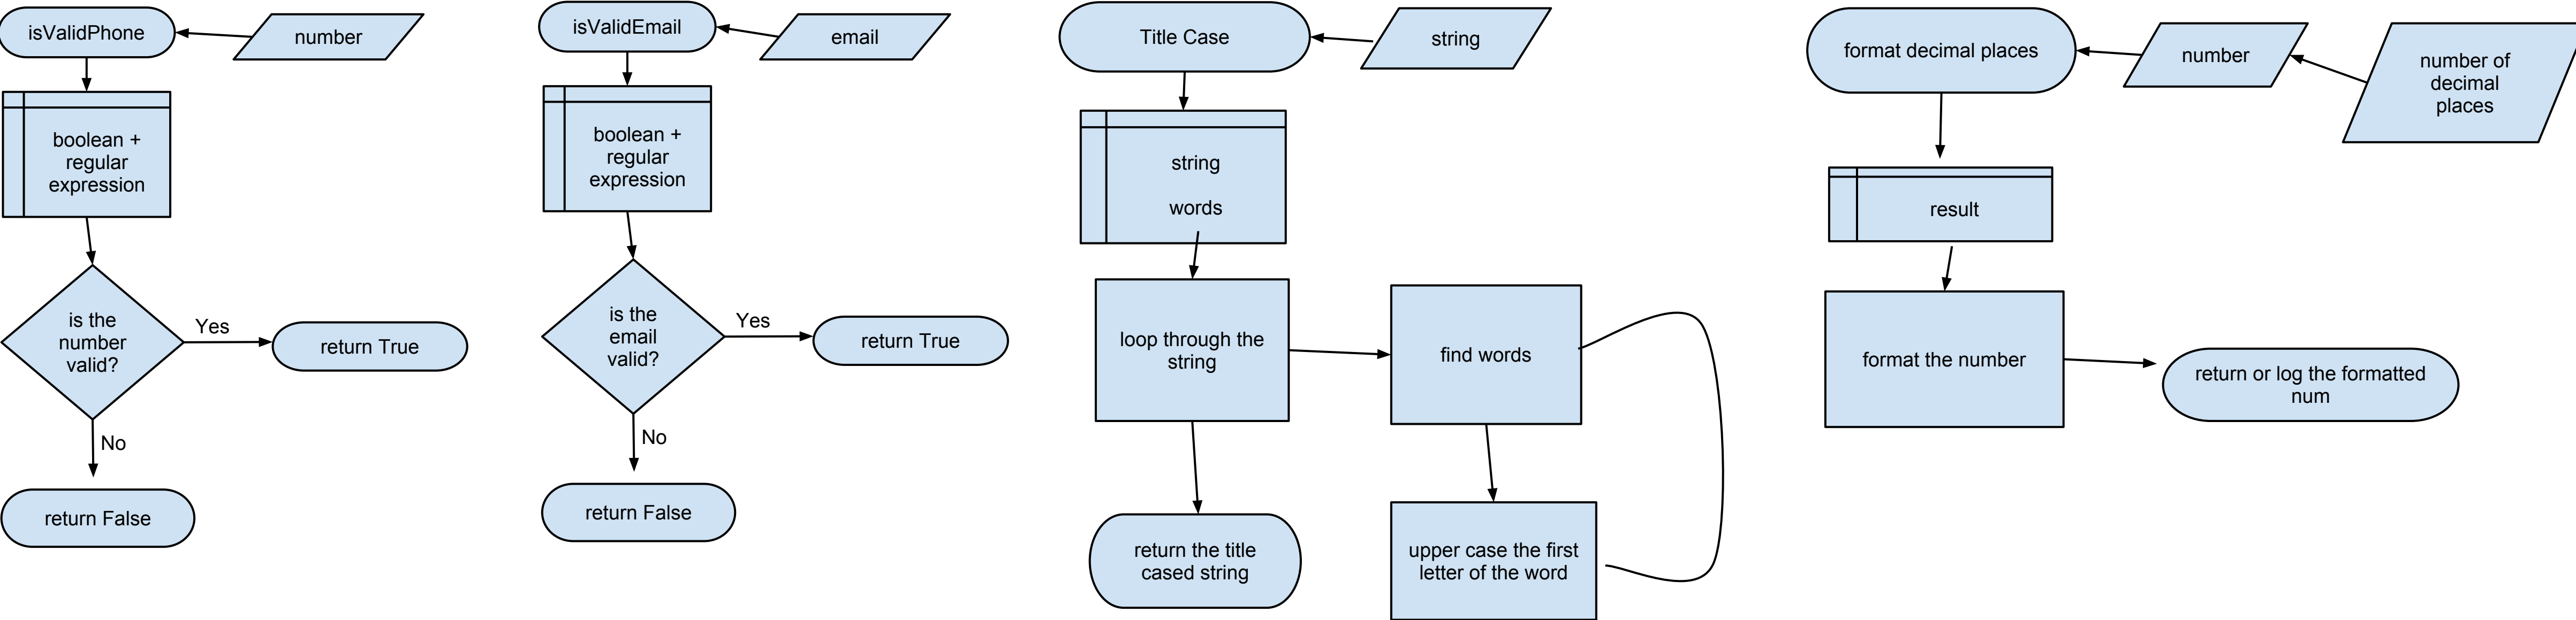 isValidPhone
number
boolean +
regular
expression
is the
number
valid?
Yes
return True
No
return False
isValidEmail
email
boolean +
regular
expression
is the
email
valid?
Yes
return True
No
return False
Title Case
string
string
words
loop through the
string
find words
return the title
cased string
upper case the first
letter of the word
format decimal places
number
number of
decimal
places
result
format the number
return or log the formatted
num